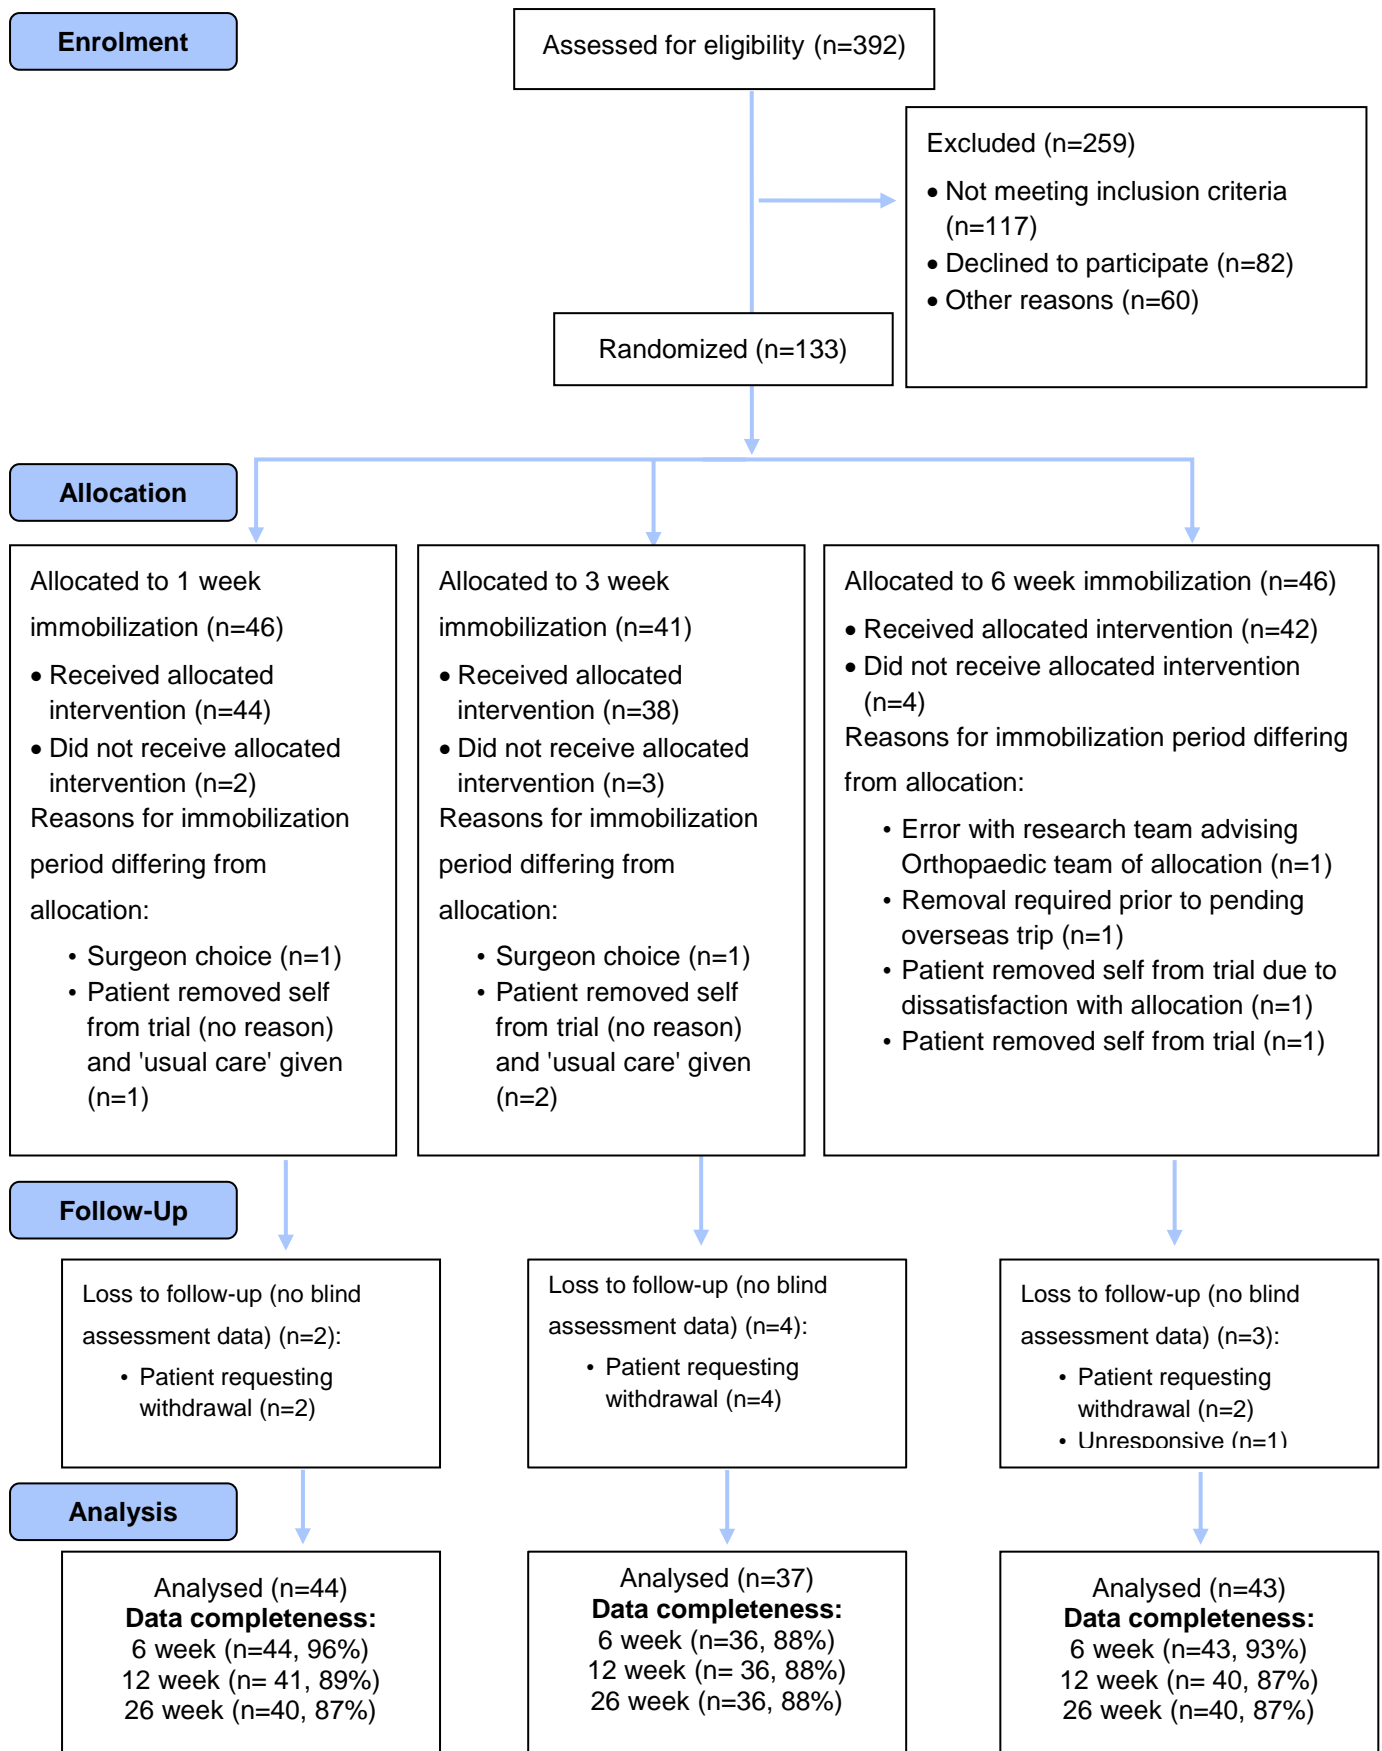 Enrolment
Assessed for eligibility (n=392)
Excluded (n=259)
• Not meeting inclusion criteria
(n=117)
• Declined to participate (n=82)
• Other reasons (n=60)
Randomized (n=133)
Allocation
Allocated to 1 week
immobilization (n=46)
• Received allocated
intervention (n=44)
• Did not receive allocated
intervention (n=2)
Reasons for immobilization
period differing from
allocation:
• Surgeon choice (n=1)
• Patient removed self
from trial (no reason)
and 'usual care' given
(n=1)
Allocated to 3 week
immobilization (n=41)
• Received allocated
intervention (n=38)
• Did not receive allocated
intervention (n=3)
Reasons for immobilization
period differing from
allocation:
• Surgeon choice (n=1)
• Patient removed self
from trial (no reason)
and 'usual care' given
(n=2)
Allocated to 6 week immobilization (n=46)
• Received allocated intervention (n=42)
• Did not receive allocated intervention
(n=4)
Reasons for immobilization period differing
from allocation:
• Error with research team advising
Orthopaedic team of allocation (n=1)
• Removal required prior to pending
overseas trip (n=1)
• Patient removed self from trial due to
dissatisfaction with allocation (n=1)
• Patient removed self from trial (n=1)
Follow-Up
Loss to follow-up (no blind
assessment data) (n=2):
• Patient requesting
withdrawal (n=2)
Loss to follow-up (no blind
assessment data) (n=4):
• Patient requesting
withdrawal (n=4)
Loss to follow-up (no blind
assessment data) (n=3):
• Patient requesting
withdrawal (n=2)
• Unresponsive (n=1)
Analysis
Analysed (n=44)
Data completeness:
6 week (n=44, 96%)
12 week (n= 41, 89%)
26 week (n=40, 87%)
Analysed (n=37)
Data completeness:
6 week (n=36, 88%)
12 week (n= 36, 88%)
26 week (n=36, 88%)
Analysed (n=43)
Data completeness:
6 week (n=43, 93%)
12 week (n= 40, 87%)
26 week (n=40, 87%)